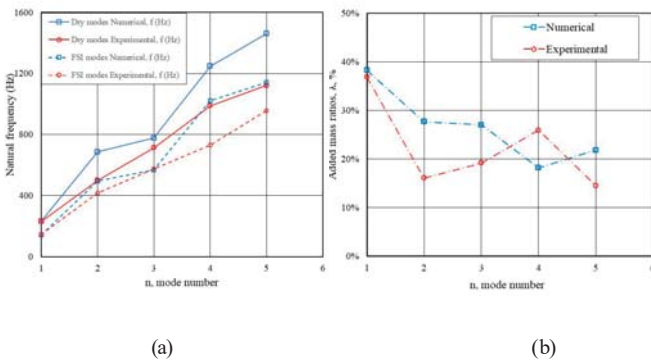 1600
1200
800
400
0
Natural frequency (Hz)
Dry modes Numerical, f (Hz)
Dry modes Experimental, f (Hz)
FSI modes Numerical, f (Hz)
FSI modes Experimental, f (Hz)
1 2 3 4 5 6
n, mode number
(a)
50%
40%
30%
20%
10%
0%
Added mass ratios, λ, %
Numerical
Experimental
1 2 3 4 5 6
n, mode number
(b)